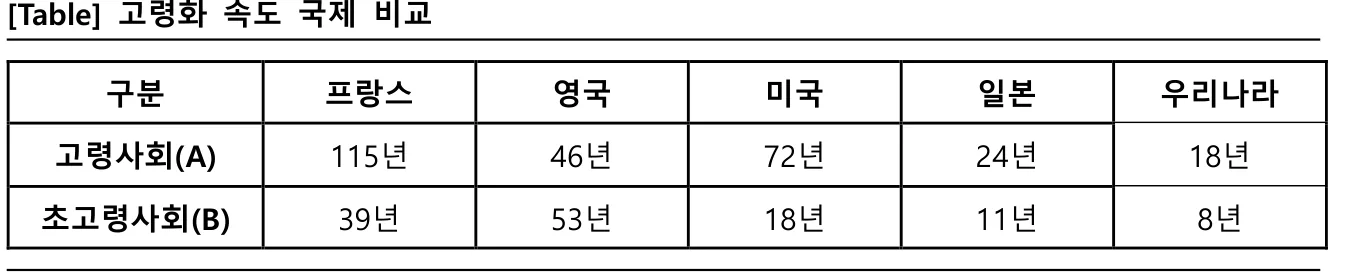 [Table] 고령화 속도 국제 비교
구분 프랑스 영국 미국 일본 우리나라
고령사회(A) 115년 46년 72년 24년 18년
초고령사회(B) 39년 53년 18년 11년 8년